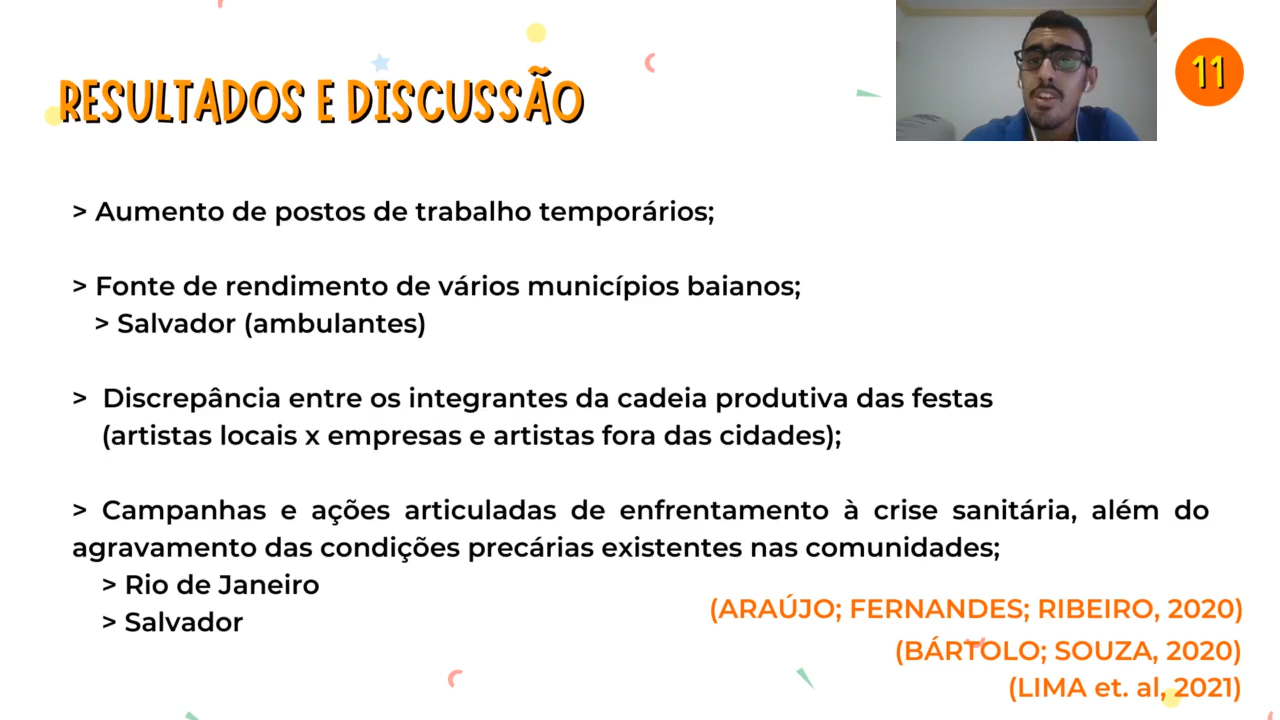 RESULTADOS E DISCUSSÃO
11
> Aumento de postos de trabalho temporários;
> Fonte de rendimento de vários municípios baianos;
> Salvador (ambulantes)
> Discrepância entre os integrantes da cadeia produtiva das festas
(artistas locais x empresas e artistas fora das cidades);
> Campanhas e ações articuladas de enfrentamento à crise sanitária, além do
agravamento das condições precárias existentes nas comunidades;
> Rio de Janeiro
> Salvador
(ARAÚJO; FERNANDES; RIBEIRO, 2020)
(BÁRTOLO; SOUZA, 2020)
(LIMA et. al, 2021)